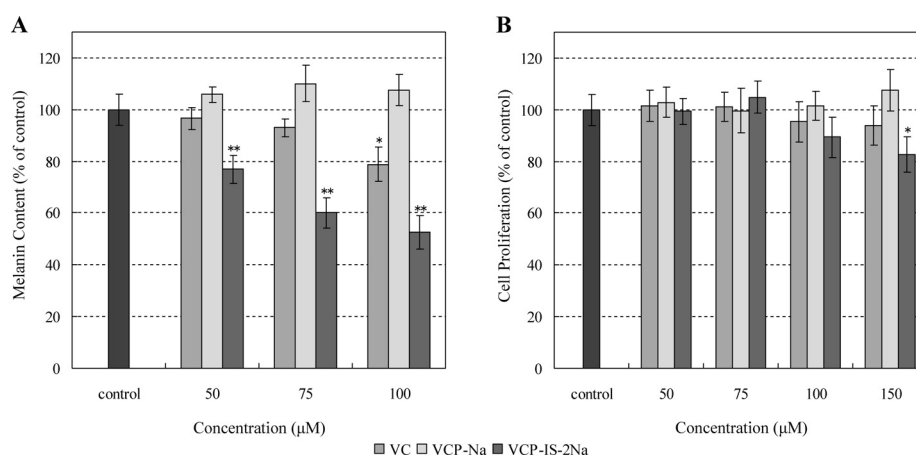 A
Melanin Content (% of control)
120
100
80
60
40
20
0
**
**
*
**
control 50 75 100
Concentration (μM)
B
Cell Proliferation (% of control)
120
100
80
60
40
20
0
*
control 50 75 100 150
Concentration (μM)
VC VCP-Na VCP-IS-2Na